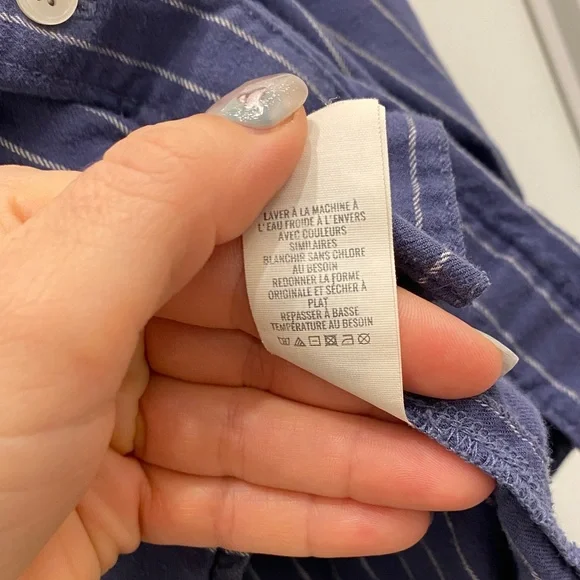 LAVER À LA MACHINE À
L'EAU FROIDE À L'ENVERS
AVEC COULEURS
SIMILAIRES
BLANCHIR SANS CHLORE
AU BESOIN
REDONNER LA FORME
ORIGINALE ET SÉCHER À
PLAT
REPASSER À BASSE
TEMPÉRATURE AU BESOIN